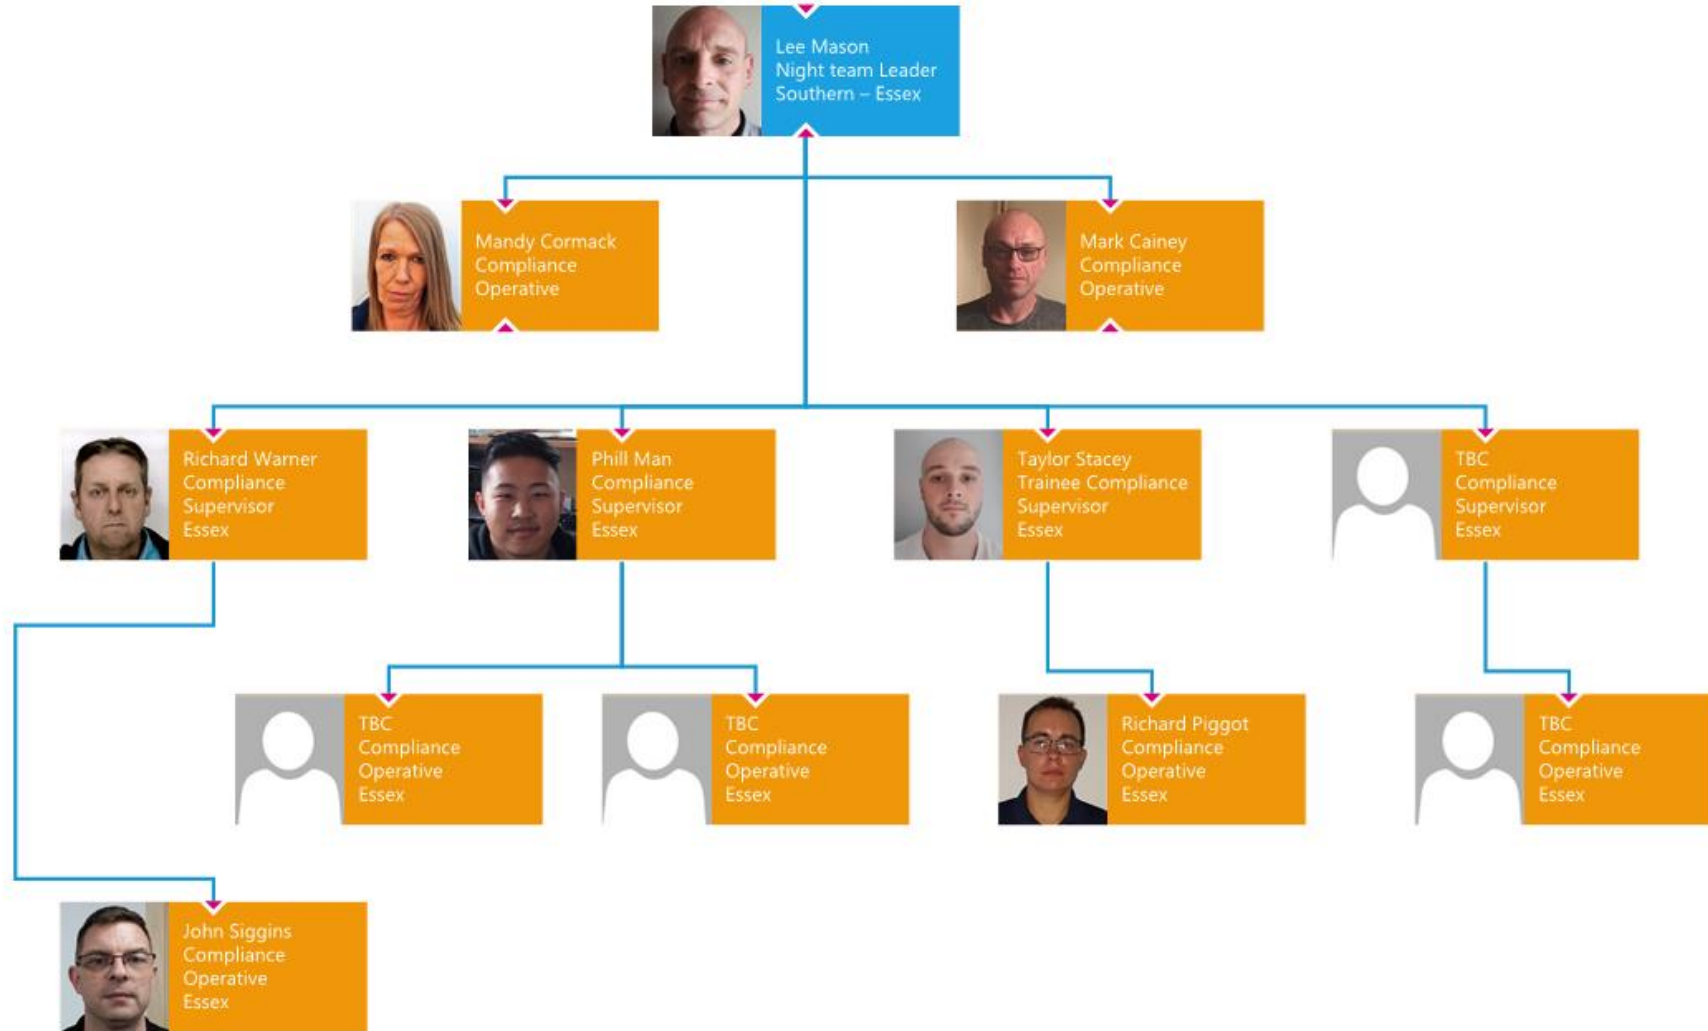 Lee Mason
Night team Leader
Southern – Essex
Mandy Cormack
Compliance
Operative
Mark Cainey
Compliance
Operative
Richard Warner
Compliance
Supervisor
Essex
Phill Man
Compliance
Supervisor
Essex
Taylor Stacey
Trainee Compliance
Supervisor
Essex
TBC
Compliance
Supervisor
Essex
TBC
Compliance
Operative
Essex
TBC
Compliance
Operative
Essex
Richard Piggot
Compliance
Operative
Essex
TBC
Compliance
Operative
Essex
John Siggins
Compliance
Operative
Essex